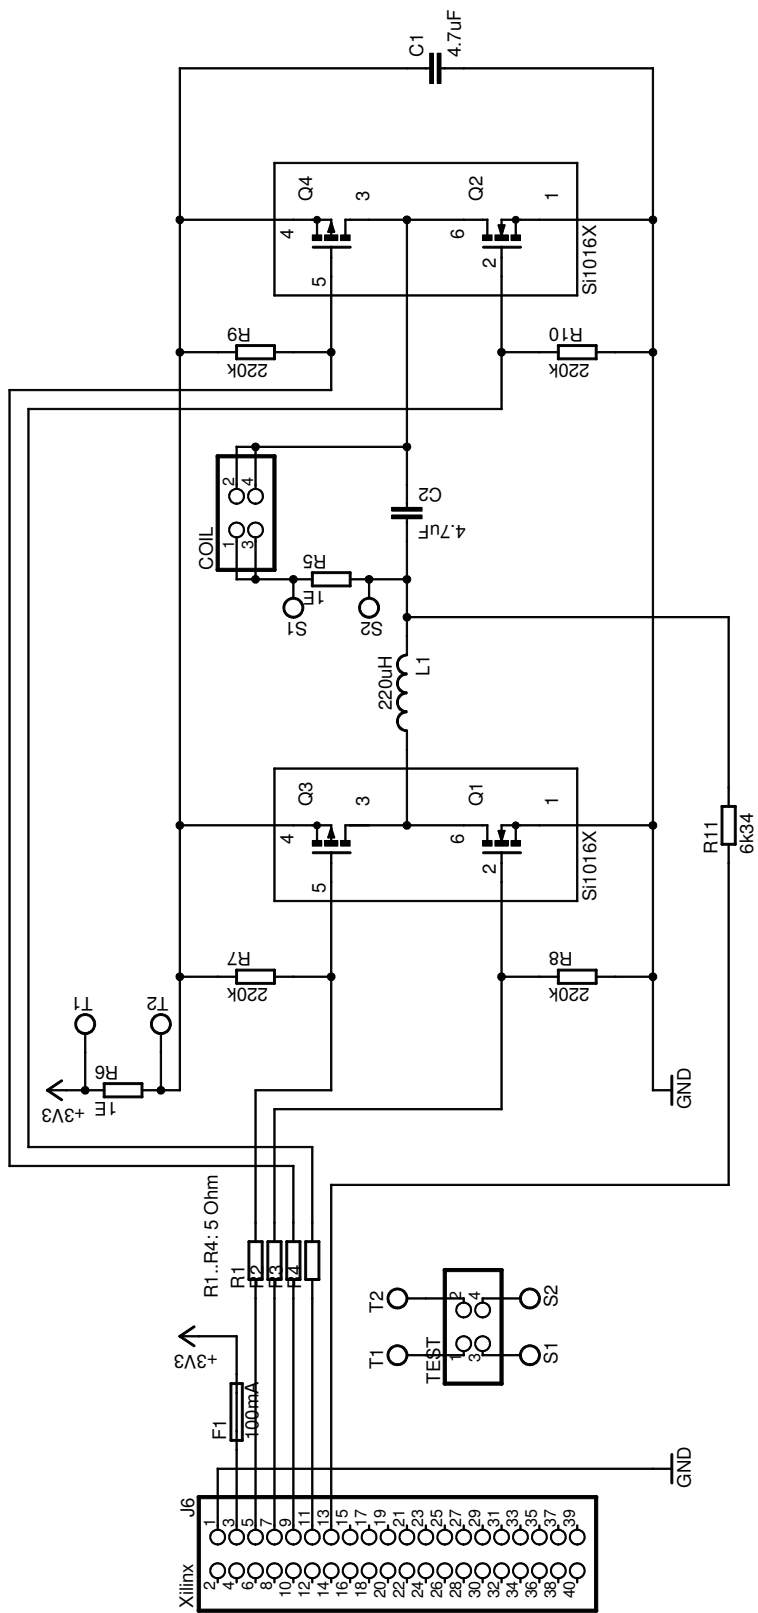 C1
4.7uF
Q4
3
4
5
Q2
1
6
2
Si1016X
R9
220k
R10
220k
COIL
2
4
1
3
C2
4.7uF
R5
1E
S1
S2
220uH
L1
Q3
3
4
5
Q1
1
6
2
Si1016X
R11
6k34
R7
220k
R8
220k
T1
T2
R6
1E
+3V3
GND
R1..R4: 5 Ohm
R1
R2
R3
R4
+3V3
F1
100mA
T2
T1
TEST
2
4
1
3
S2
S1
GND
J6
Xilinx
1
3
5
7
9
11
13
15
17
19
21
23
25
27
29
31
33
35
37
39
2
4
6
8
10
12
14
16
18
20
22
24
26
28
30
32
34
36
38
40